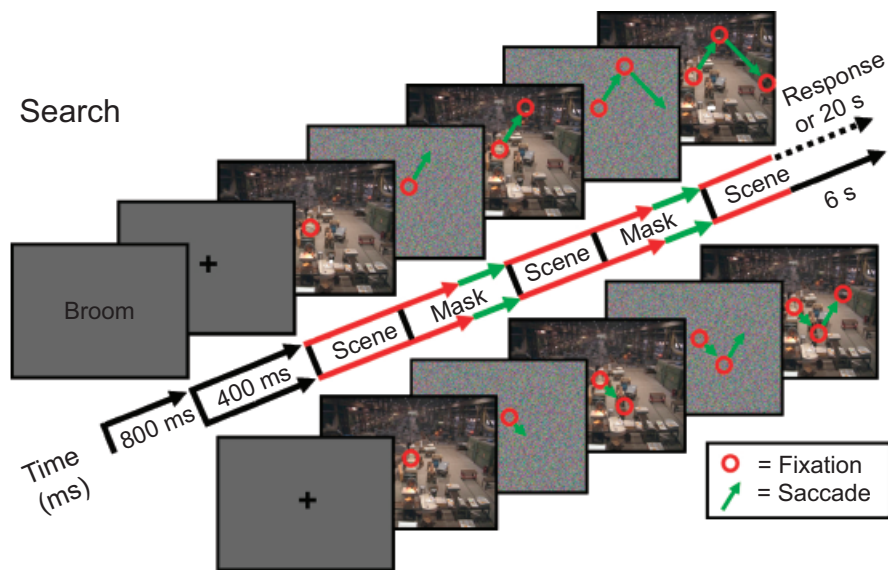 Search
Broom
+
+
Response
or 20 s
6 s
Scene
Mask
Scene
Mask
Scene
800 ms
400 ms
Time
(ms)
= Fixation
= Saccade